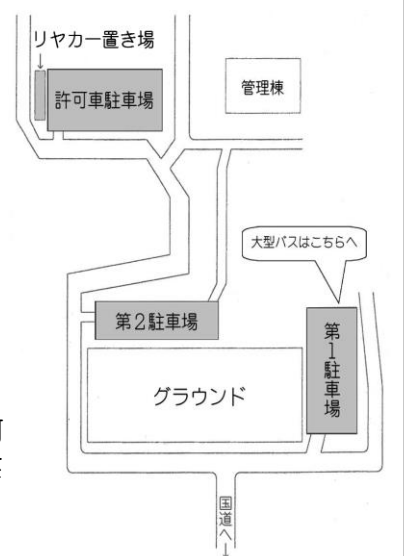 リヤカー置き場
↓
許可車駐車場
管理棟
大型バスはこちらへ
第2駐車場
第1駐車場
グラウンド
国道へ↓